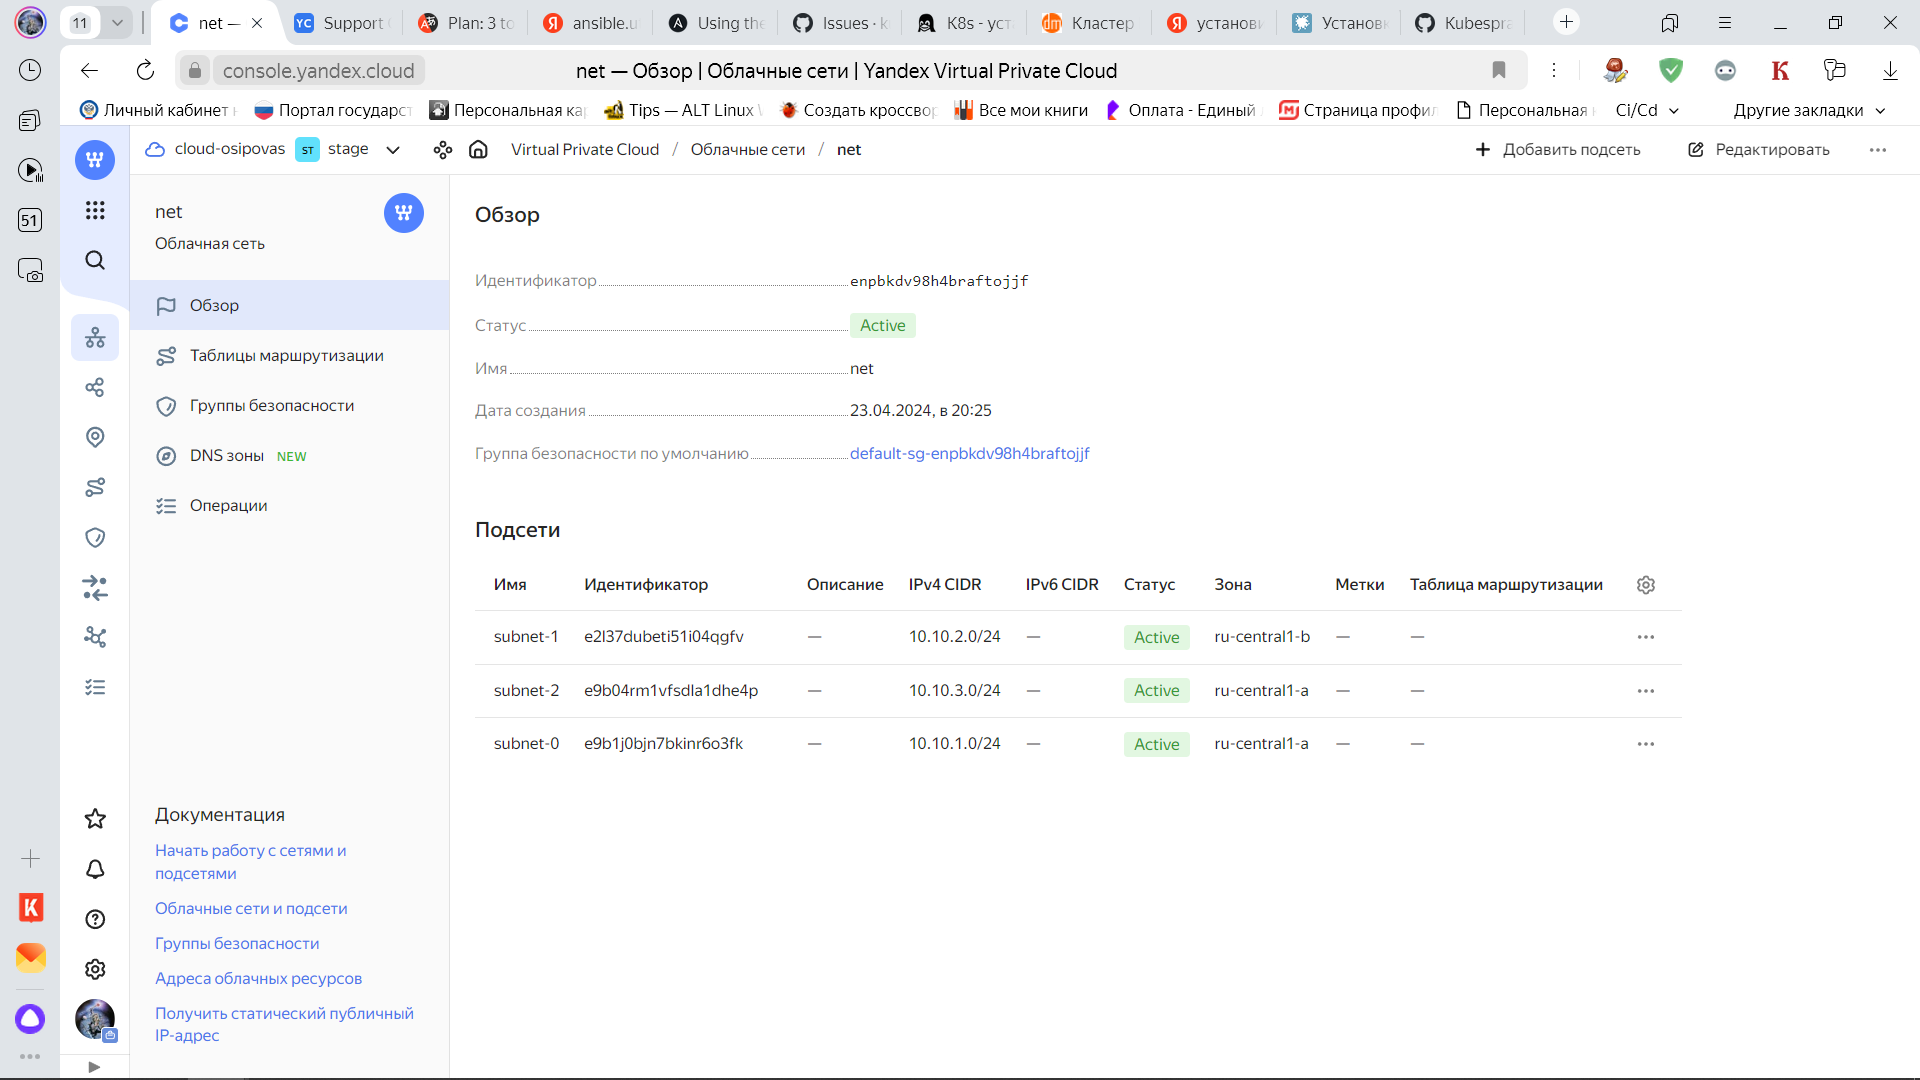 11
net —
Support
Plan: 3 to
ansible.u
Using the
Issues · k
K8s - уст
Кластер
установи
Установк
Kubespra
console.yandex.cloud
net — Обзор | Облачные сети | Yandex Virtual Private Cloud
Личный кабинет
Портал государст
Персональная кар
Tips — ALT Linux
Создать кроссвор
Все мои книги
Оплата - Единый
Страница профил
Персональная
Ci/Cd
Другие закладки
51
cloud-osipovas
ST
stage
Virtual Private Cloud / Облачные сети / net
Добавить подсеть
Редактировать
net
Облачная сеть
Обзор
Таблицы маршрутизации
Группы безопасности
DNS зоны NEW
Операции
Документация
Начать работу с сетями и
подсетями
Облачные сети и подсети
Группы безопасности
Адреса облачных ресурсов
Получить статический публичный
IP-адрес
Обзор
Идентификатор enpbkdv98h4braftojjf
Статус Active
Имя net
Дата создания 23.04.2024, в 20:25
Группа безопасности по умолчанию default-sg-enpbkdv98h4braftojjf
Подсети
Имя Идентификатор Описание IPv4 CIDR IPv6 CIDR Статус Зона Метки Таблица маршрутизации
subnet-1 e2l37dubeti51i04qgfv — 10.10.2.0/24 — Active ru-central1-b — —
subnet-2 e9b04rm1vfsdla1dhe4p — 10.10.3.0/24 — Active ru-central1-a — —
subnet-0 e9b1j0bjn7bkinr6o3fk — 10.10.1.0/24 — Active ru-central1-a — —